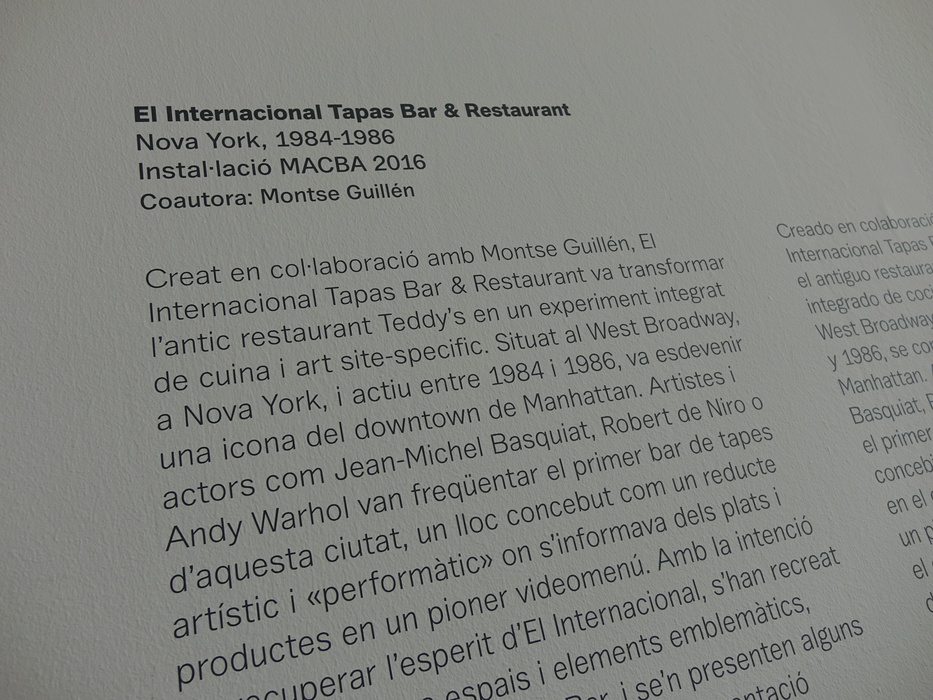 El Internacional Tapas Bar & Restaurant
Nova York, 1984-1986
Instal·lació MACBA 2016
Coautora: Montse Guillén
Creat en col·laboració amb Montse Guillén, El
Internacional Tapas Bar & Restaurant va transformar
l’antic restaurant Teddy’s en un experiment integrat
de cuina i art site-specific. Situat al West Broadway,
a Nova York, i actiu entre 1984 i 1986, va esdevenir
una icona del downtown de Manhattan. Artistes i
actors com Jean-Michel Basquiat, Robert de Niro o
Andy Warhol van freqüentar el primer bar de tapes
d’aquesta ciutat, un lloc concebut com un reducte
artístic i «performàtic» on s’informava dels plats i
productes en un pioner videomenú. Amb la intenció
l’esperit d’El Internacional, s’han recreat
espais i elements emblemàtics,
Bar, i se’n presenten alguns
Creado en
Internacional Tapas
el antiguo
integrado de
West Broadway
y 1986, se
Manhattan.
Basquiat,
el primer
en el
un
el